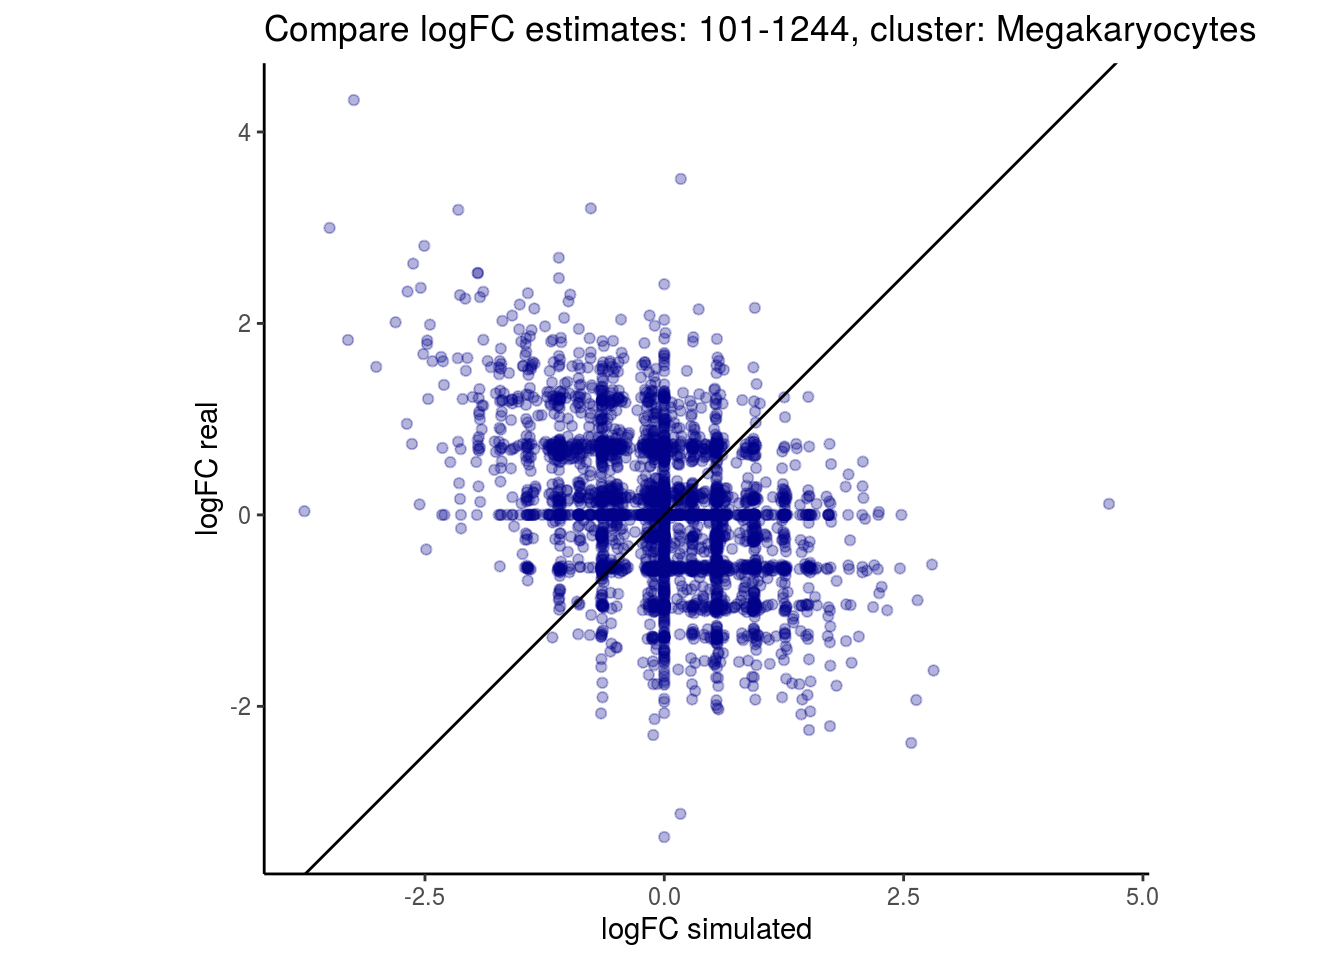 Compare logFC estimates: 101-1244, cluster: Megakaryocytes
4
2
0
-2
logFC real
-2.5 0.0 2.5 5.0
logFC simulated